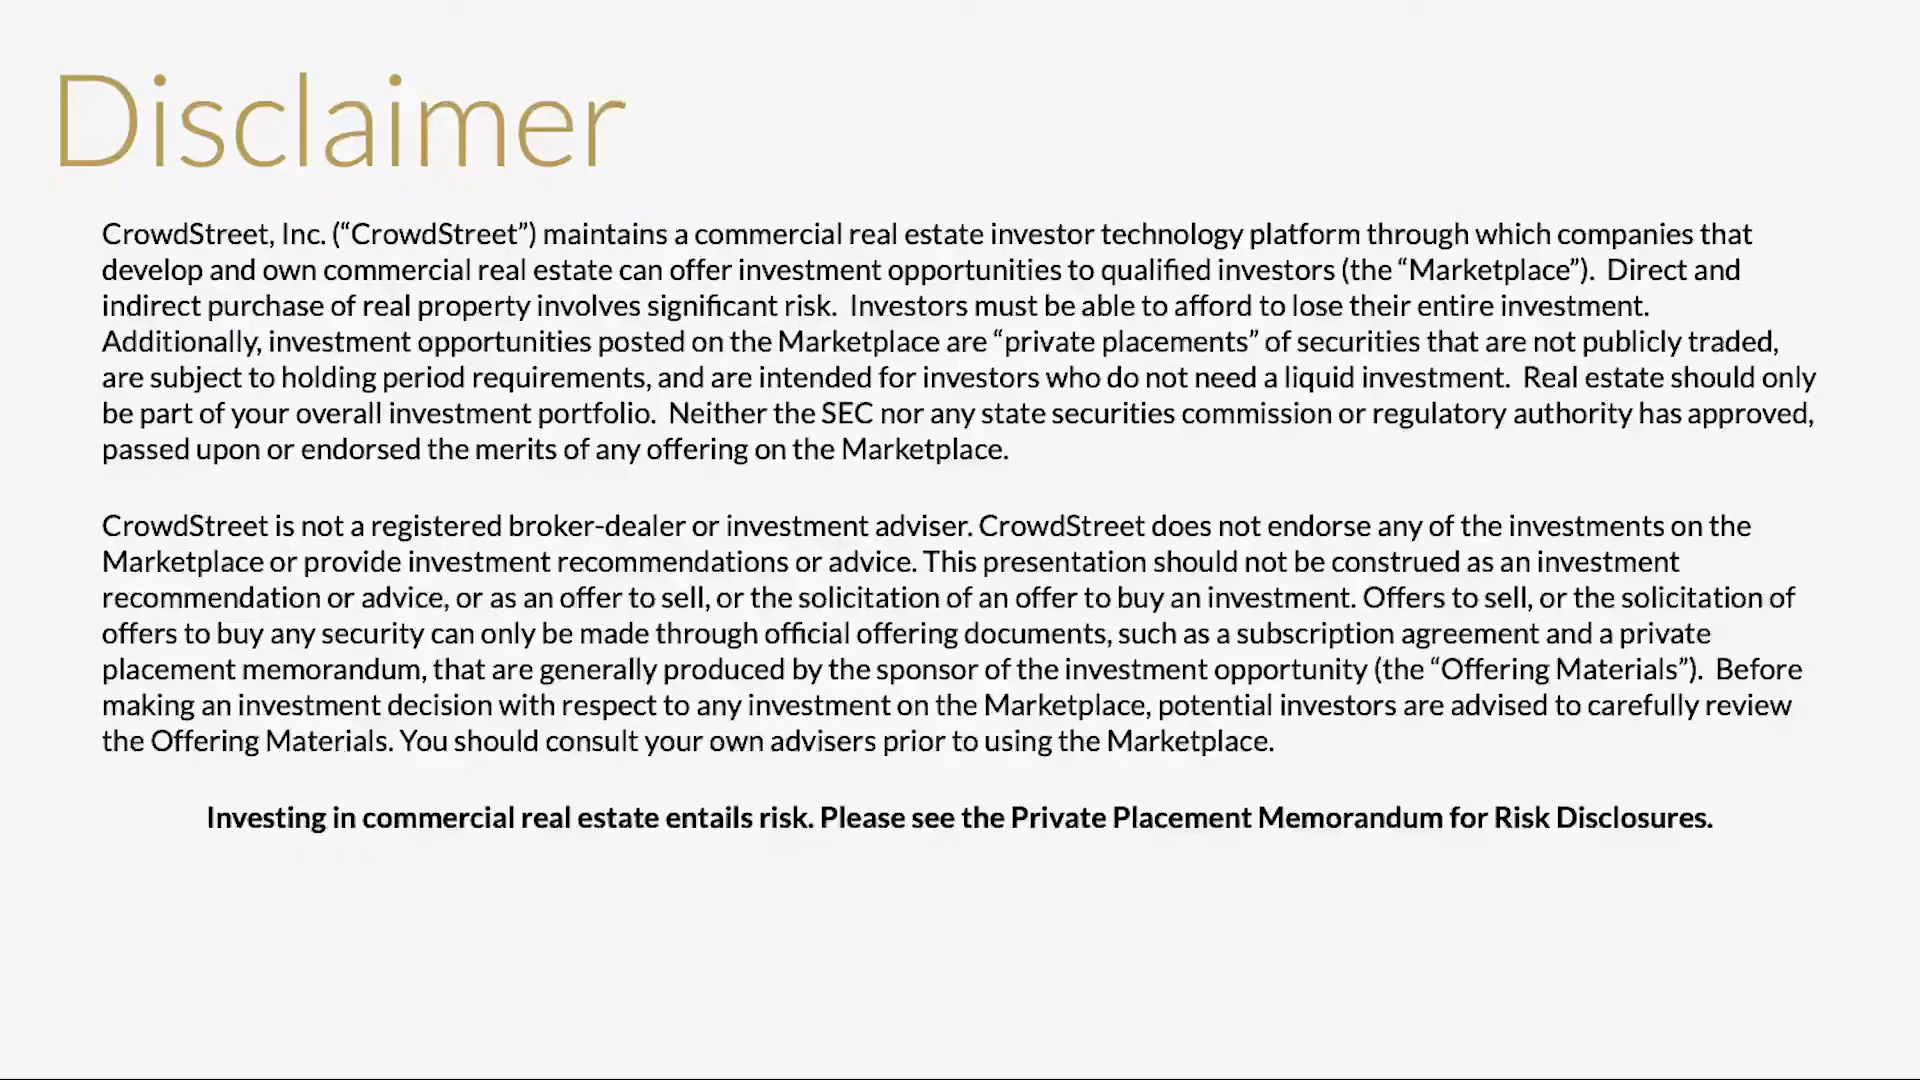 Disclaimer
CrowdStreet, Inc. (“CrowdStreet”) maintains a commercial real estate investor technology platform through which companies that
develop and own commercial real estate can offer investment opportunities to qualified investors (the “Marketplace”).  Direct and
indirect purchase of real property involves significant risk.  Investors must be able to afford to lose their entire investment.
Additionally, investment opportunities posted on the Marketplace are “private placements” of securities that are not publicly traded,
are subject to holding period requirements, and are intended for investors who do not need a liquid investment.  Real estate should only
be part of your overall investment portfolio.  Neither the SEC nor any state securities commission or regulatory authority has approved,
passed upon or endorsed the merits of any offering on the Marketplace.
CrowdStreet is not a registered broker-dealer or investment adviser. CrowdStreet does not endorse any of the investments on the
Marketplace or provide investment recommendations or advice. This presentation should not be construed as an investment
recommendation or advice, or as an offer to sell, or the solicitation of an offer to buy an investment. Offers to sell, or the solicitation of
offers to buy any security can only be made through official offering documents, such as a subscription agreement and a private
placement memorandum, that are generally produced by the sponsor of the investment opportunity (the “Offering Materials”).  Before
making an investment decision with respect to any investment on the Marketplace, potential investors are advised to carefully review
the Offering Materials. You should consult your own advisers prior to using the Marketplace.
Investing in commercial real estate entails risk. Please see the Private Placement Memorandum for Risk Disclosures.